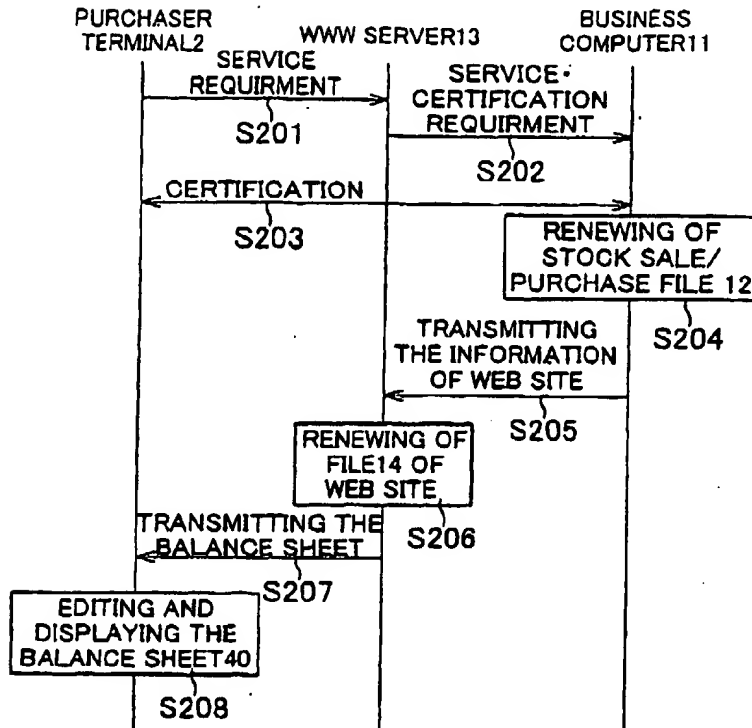 PURCHASER
TERMINAL2
WWW SERVER13
BUSINESS
COMPUTER11
SERVICE
REQUIRMENT
S201
SERVICE·
CERTIFICATION
REQUIRMENT
S202
CERTIFICATION
S203
RENEWING OF
STOCK SALE/
PURCHASE FILE 12
S204
TRANSMITTING
THE INFORMATION
OF WEB SITE
S205
RENEWING OF
FILE14 OF
WEB SITE
S206
TRANSMITTING THE
BALANCE SHEET
S207
EDITING AND
DISPLAYING THE
BALANCE SHEET40
S208